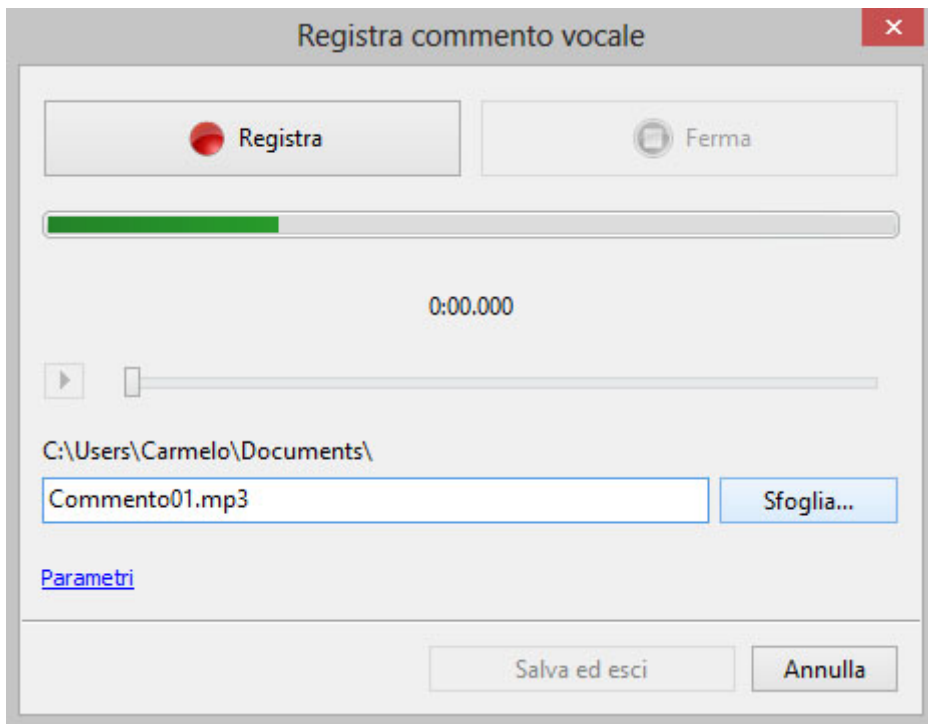 Registra commento vocale
Registra
Ferma
0:00.000
C:\Users\Carmelo\Documents\
Commento01.mp3
Sfoglia...
Parametri
Salva ed esci
Annulla